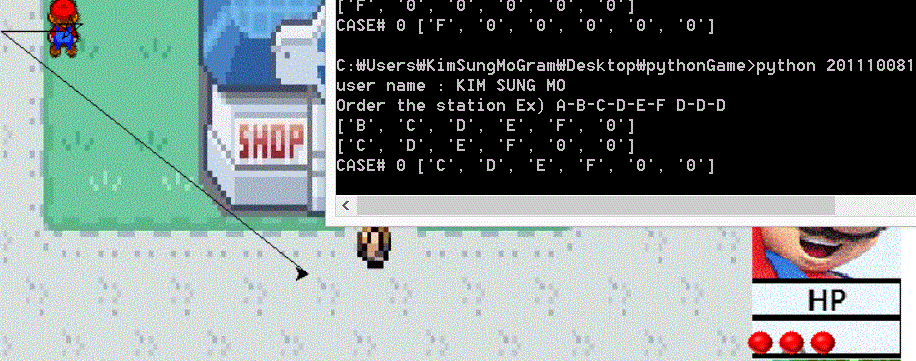 ['F', '0', '0', '0', '0', '0']
CASE# 0 ['F', '0', '0', '0', '0', '0']
C:₩Users₩KimSungMoGram₩Desktop₩pythonGame>python 201110081
user name : KIM SUNG MO
Order the station Ex) A-B-C-D-E-F D-D-D
['B', 'C', 'D', 'E', 'F', '0']
['C', 'D', 'E', 'F', '0', '0']
CASE# 0 ['C', 'D', 'E', 'F', '0', '0']
SHOP
HP